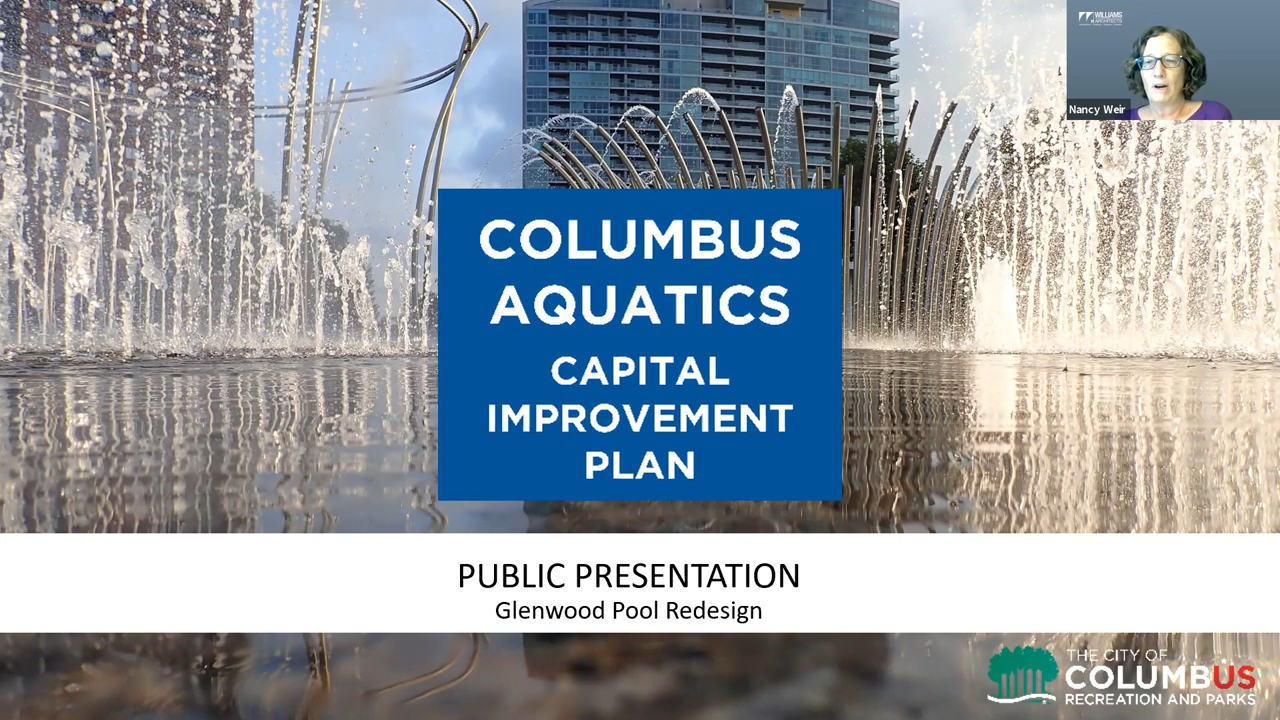 WILLIAMS
ARCHITECTS
Nancy Weir
COLUMBUS
AQUATICS
CAPITAL
IMPROVEMENT
PLAN
PUBLIC PRESENTATION
Glenwood Pool Redesign
THE CITY OF
COLUMBUS
RECREATION AND PARKS